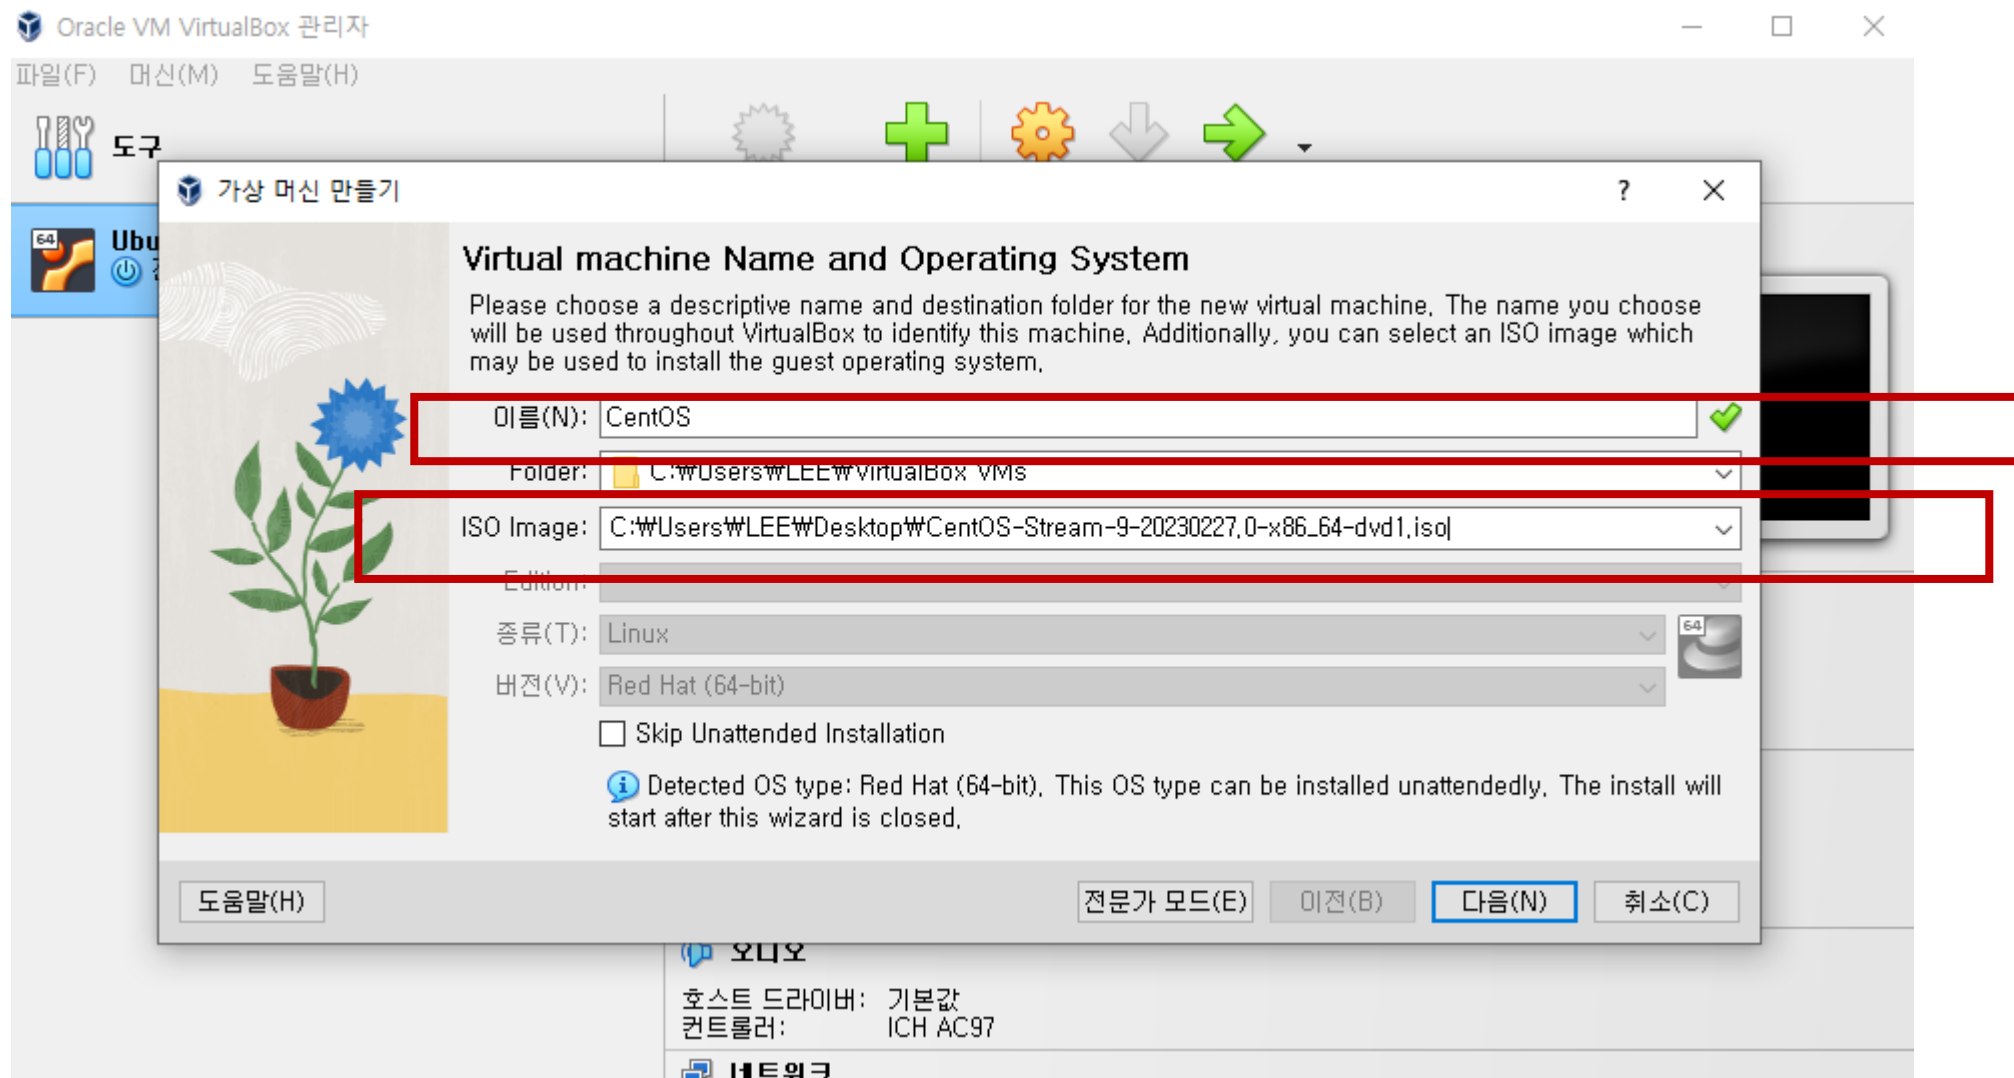 Oracle VM VirtualBox 관리자
파일(F) 머신(M) 도움말(H)
도구
가상 머신 만들기
?
64
Ubu
Virtual machine Name and Operating System
Please choose a descriptive name and destination folder for the new virtual machine. The name you choose
will be used throughout VirtualBox to identify this machine. Additionally, you can select an ISO image which
may be used to install the guest operating system.
이름(N): CentOS
Folder: C:₩Users₩LEE₩VirtualBox VMs
ISO Image: C:₩Users₩LEE₩Desktop₩CentOS-Stream-9-20230227.0-x86_64-dvd1.iso
Edition:
종류(T): Linux
64
버전(V): Red Hat (64-bit)
Skip Unattended Installation
Detected OS type: Red Hat (64-bit). This OS type can be installed unattendedly. The install will
start after this wizard is closed.
도움말(H) 전문가 모드(E) 이전(B) 다음(N) 취소(C)
오디오
호스트 드라이버: 기본값
컨트롤러: ICH AC97
네트워크